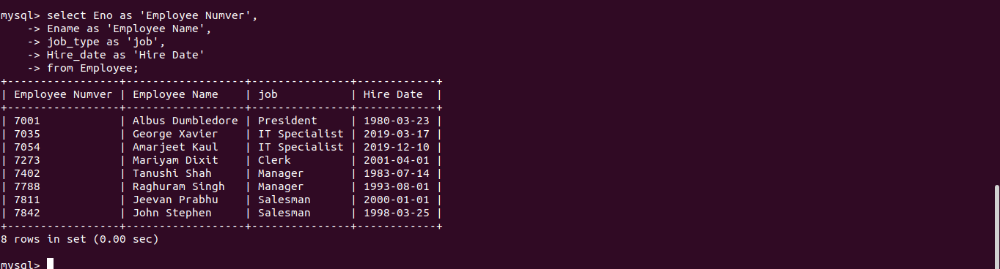 mysql> select Eno as 'Employee Numver',
    -> Ename as 'Employee Name',
    -> job_type as 'job',
    -> Hire_date as 'Hire Date'
    -> from Employee;
+-----------------+------------------+---------------+------------+
| Employee Numver | Employee Name    | job           | Hire Date  |
+-----------------+------------------+---------------+------------+
| 7001            | Albus Dumbledore | President     | 1980-03-23 |
| 7035            | George Xavier    | IT Specialist | 2019-03-17 |
| 7054            | Amarjeet Kaul    | IT Specialist | 2019-12-10 |
| 7273            | Mariyam Dixit    | Clerk         | 2001-04-01 |
| 7402            | Tanushi Shah     | Manager       | 1983-07-14 |
| 7788            | Raghuram Singh   | Manager       | 1993-08-01 |
| 7811            | Jeevan Prabhu    | Salesman      | 2000-01-01 |
| 7842            | John Stephen     | Salesman      | 1998-03-25 |
+-----------------+------------------+---------------+------------+
8 rows in set (0.00 sec)

mysql>